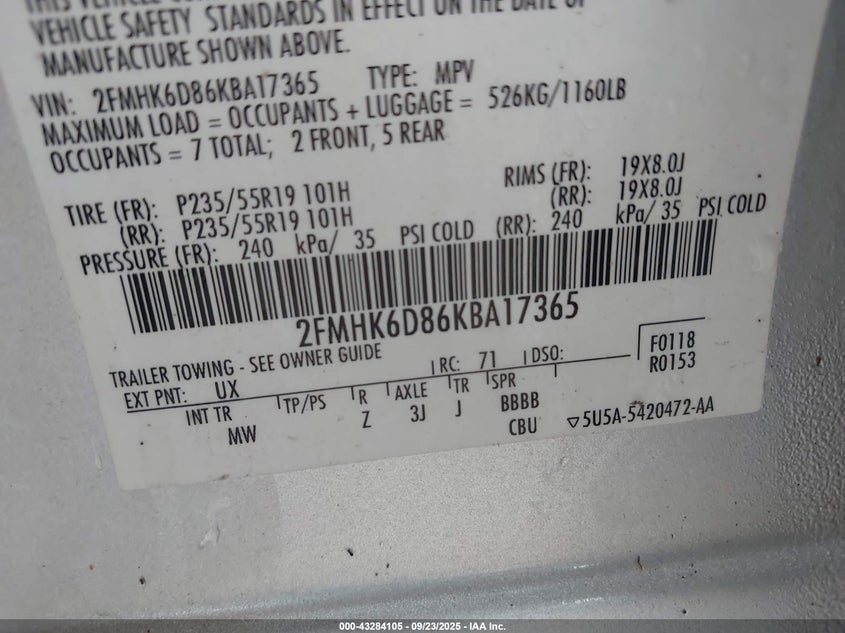 THIS VEHICLE
VEHICLE SAFETY STANDARDS IN EFFECT ON THE DATE OF
MANUFACTURE SHOWN ABOVE.
VIN: 2FMHK6D86KBA17365 TYPE: MPV
MAXIMUM LOAD = OCCUPANTS + LUGGAGE = 526KG/1160LB
OCCUPANTS = 7 TOTAL; 2 FRONT, 5 REAR
TIRE (FR): P235/55R19 101H RIMS (FR): 19X8.0J
(RR): P235/55R19 101H (RR): 19X8.0J
PRESSURE (FR): 240 kPa/ 35 PSI COLD (RR): 240 kPa/ 35 PSI COLD
2FMHK6D86KBA17365
TRAILER TOWING - SEE OWNER GUIDE RC: 71 DSO: F0118
R0153
EXT PNT: UX
INT TR TP/PS R AXLE TR SPR
MW Z 3J J BBBB
CBU ▽5U5A-5420472-AA
000-43284105 - 09/23/2025 - IAA Inc.